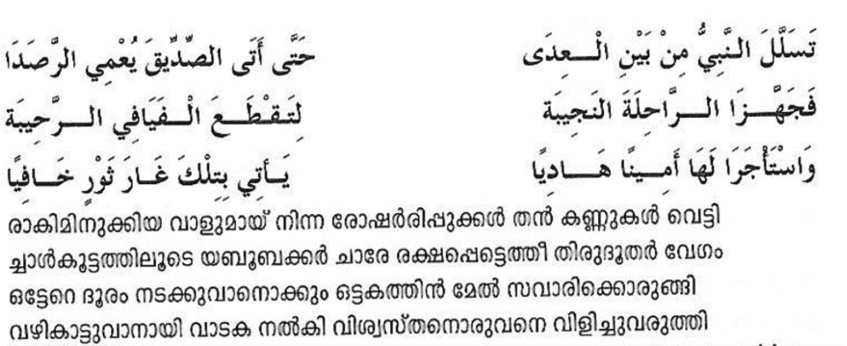 تَسَلَّلَ النَّبِيُّ مِنْ بَيْنِ الْـعِدَى حَتَّى أَتَى الصِّدِّيقَ يُعْمِي الرَّصَدَا
فَجَهَّـزَا الـرَّاحِلَةَ النَجِيبَة لِتَـقْـطَـعَ الْـفَيَافِي الـرَّحِيبَة
وَاسْتَأْجَرَا لَهَا أَمِـينًا هَـادِيًا يَـأْتِي بِتِلْكَ غَـارَ ثَوْرٍ خَـافِيًا
രാകിമിനുക്കിയ വാളുമായ് നിന്ന രോഷർരിപ്പുക്കൾ തൻ കണ്ണുകൾ വെട്ടി
ച്ചാൾകൂട്ടത്തിലൂടെ യബൂബക്കർ ചാരേ രക്ഷപ്പെട്ടെത്തീ തിരുദൂതർ വേഗം
ഒട്ടേറെ ദൂരം നടക്കുവാനൊക്കും ഒട്ടകത്തിൻ മേൽ സവാരിക്കൊരുങ്ങി
വഴികാട്ടുവാനായി വാടക നൽകി വിശ്വസ്തനൊരുവനെ വിളിച്ചുവരുത്തി